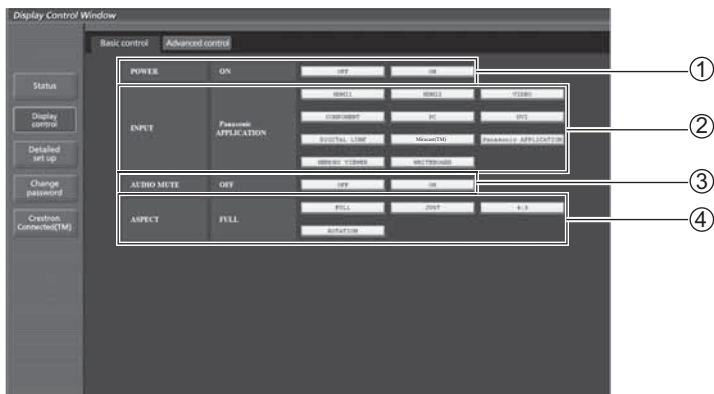 Display Control Window
Basic control Advanced control
Status
Display control
Detailed set up
Change password
Crestron Connected(TM)
POWER ON OFF ON
①
INPUT Panasonic APPLICATION
HDMI1 VIDEO
COMPONENT PC DVI
DIGITAL LINK Miracast(TM) Panasonic APPLICATION
MEMORY VIEWER WHITEBOARD
②
AUDIO MUTE OFF OFF ON
③
ASPECT FULL FULL JUST 4:3
ROTATION
④